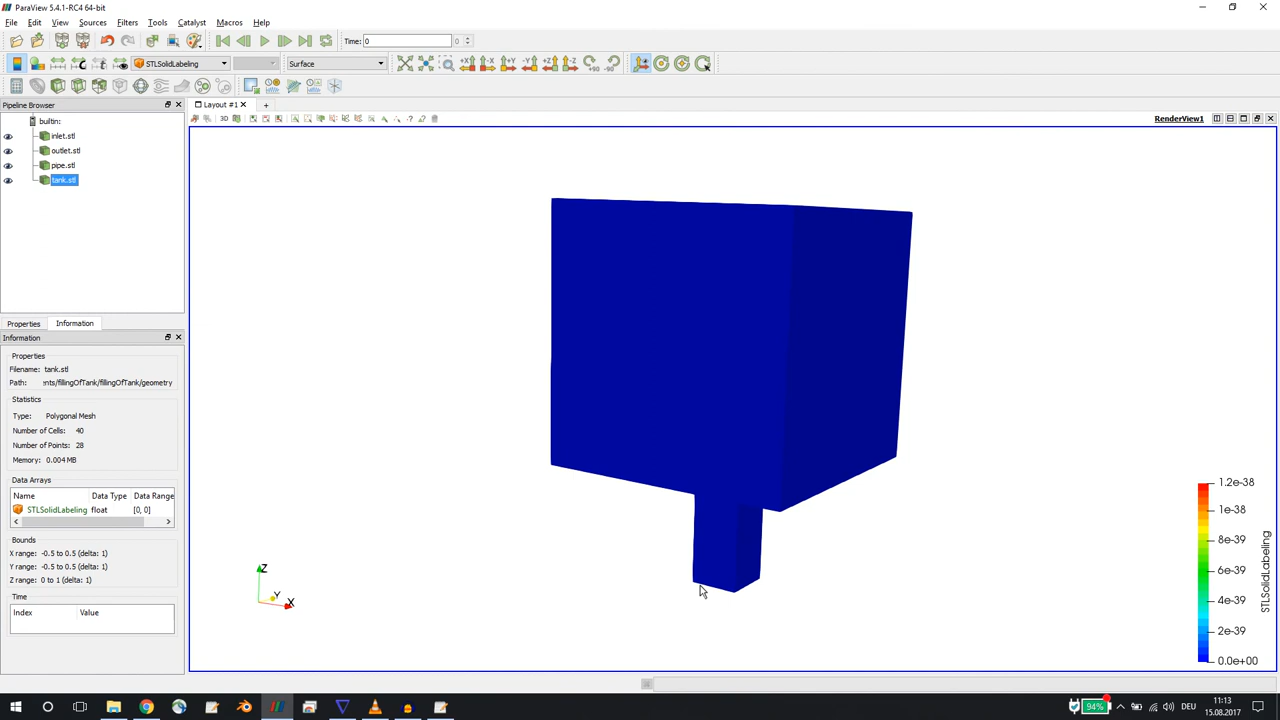 ParaView 5.4.1-RC4 64-bit
File Edit View Sources Filters Tools Catalyst Macros Help
Time: 0 0
STLSolidLabeling Surface
Pipeline Browser
Layout #1
3D
RenderView1
builtin:
inlet.stl
outlet.stl
pipe.stl
tank.stl
Properties Information
Information
Properties
Filename: tank.stl
Path: nts/fillingOfTank/fillingOfTank/geometry
Statistics
Type: Polygonal Mesh
Number of Cells: 40
Number of Points: 28
Memory: 0.004 MB
Data Arrays
Name Data Type Data Range
STLSolidLabeling float [0, 0]
Bounds
X range: -0.5 to 0.5 (delta: 1)
Y range: -0.5 to 0.5 (delta: 1)
Z range: 0 to 1 (delta: 1)
Time
Index Value
Z
Y
X
1.2e-38
1e-38
8e-39
6e-39
4e-39
2e-39
0.0e+00
STLSolidLabeling
94%
DEU
11:13
15.08.2017